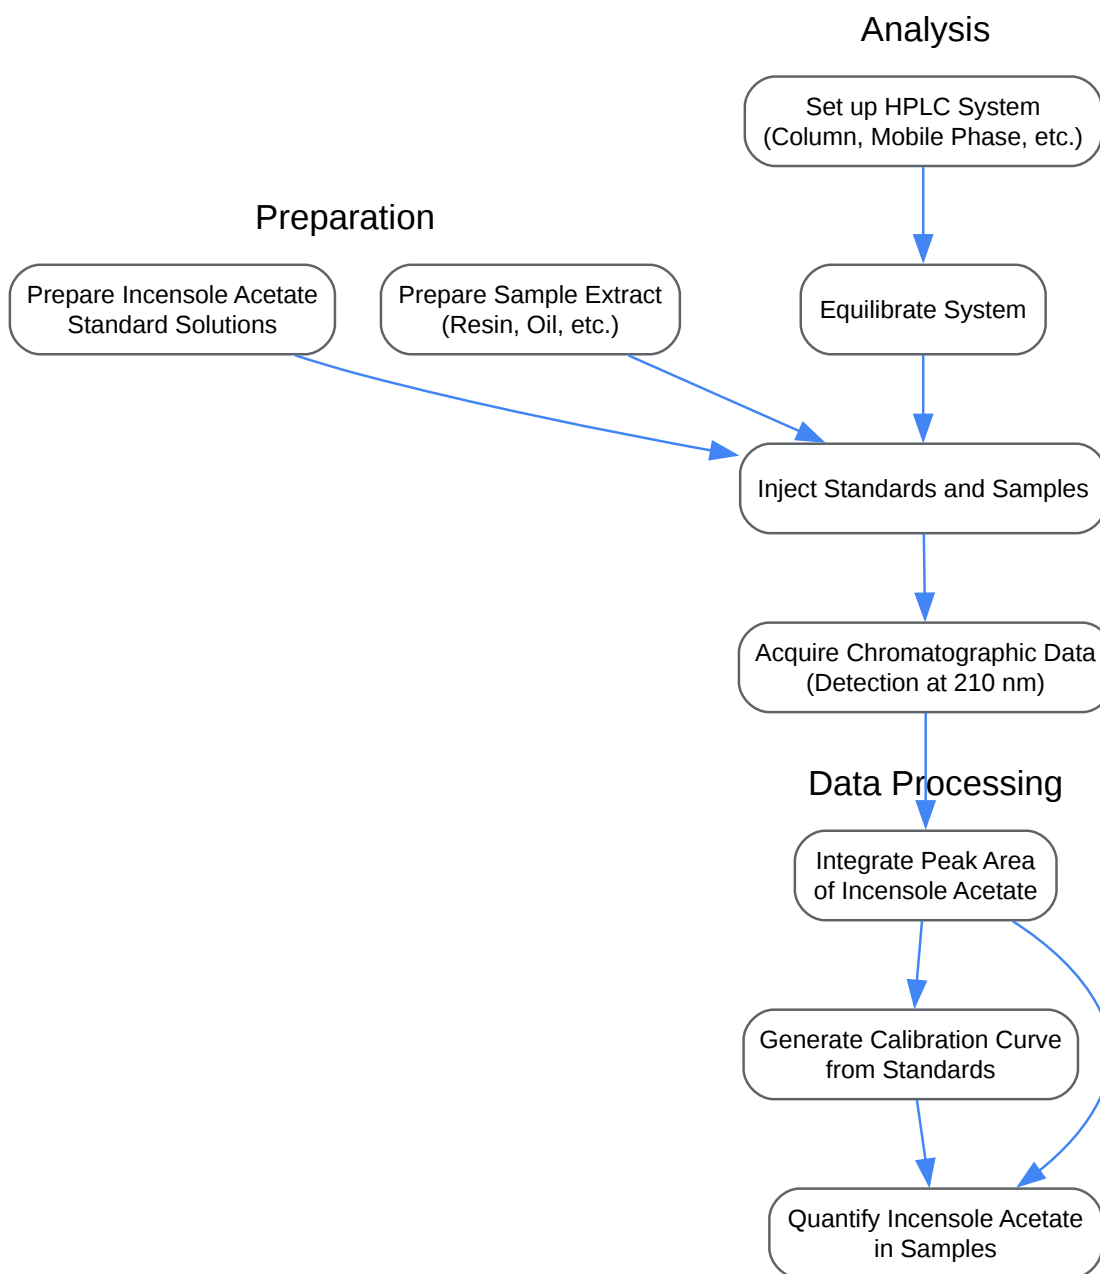 Analysis
Set up HPLC System
(Column, Mobile Phase, etc.)
Preparation
Prepare Incensole Acetate
Standard Solutions
Prepare Sample Extract
(Resin, Oil, etc.)
Equilibrate System
Inject Standards and Samples
Acquire Chromatographic Data
(Detection at 210 nm)
Data Processing
Integrate Peak Area
of Incensole Acetate
Generate Calibration Curve
from Standards
Quantify Incensole Acetate
in Samples